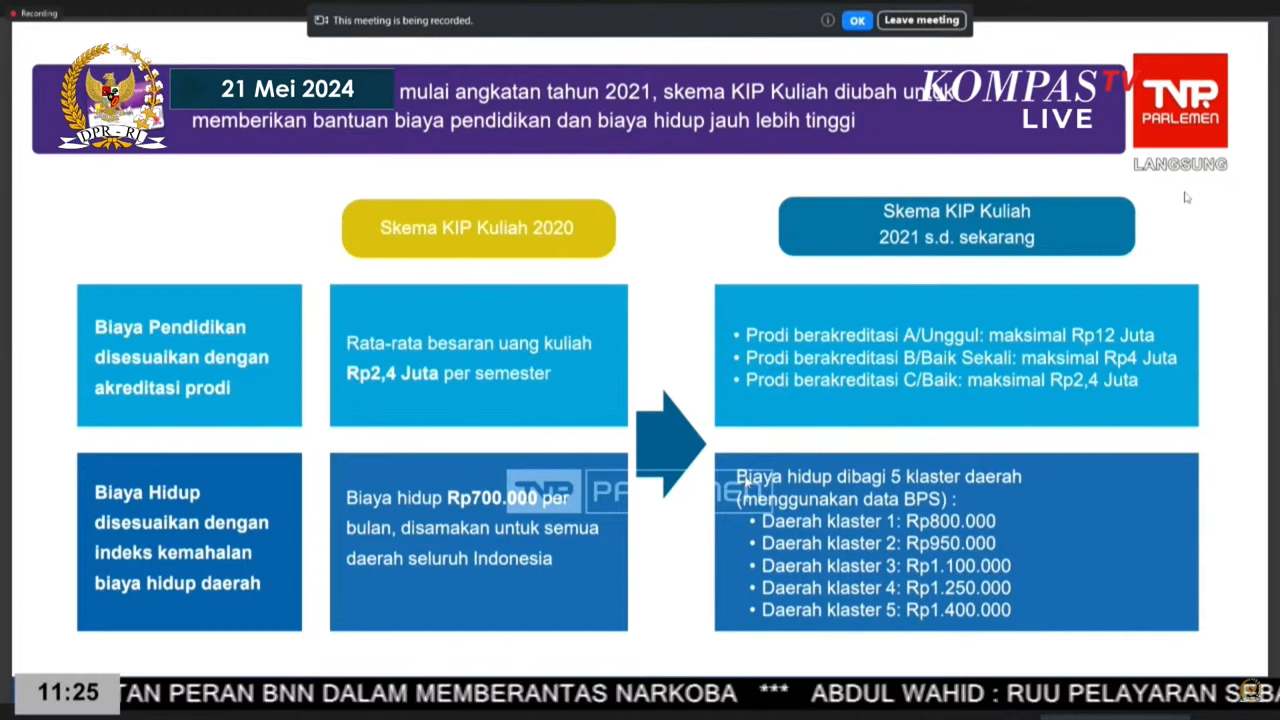 Recording
This meeting is being recorded.
OK
Leave meeting
21 Mei 2024
mulai angkatan tahun 2021, skema KIP Kuliah diubah untuk
memberikan bantuan biaya pendidikan dan biaya hidup jauh lebih tinggi
DPR - RI
KOMPAS TV
LIVE
TVR
PARLEMEN
LANGSUNG
Skema KIP Kuliah 2020
Skema KIP Kuliah
2021 s.d. sekarang
Biaya Pendidikan
disesuaikan dengan
akreditasi prodi
Rata-rata besaran uang kuliah
Rp2,4 Juta per semester
• Prodi berakreditasi A/Unggul: maksimal Rp12 Juta
• Prodi berakreditasi B/Baik Sekali: maksimal Rp4 Juta
• Prodi berakreditasi C/Baik: maksimal Rp2,4 Juta
Biaya Hidup
disesuaikan dengan
indeks kemahalan
biaya hidup daerah
Biaya hidup Rp700.000 per
bulan, disamakan untuk semua
daerah seluruh Indonesia
Biaya hidup dibagi 5 klaster daerah
(menggunakan data BPS) :
• Daerah klaster 1: Rp800.000
• Daerah klaster 2: Rp950.000
• Daerah klaster 3: Rp1.100.000
• Daerah klaster 4: Rp1.250.000
• Daerah klaster 5: Rp1.400.000
TVR PARLEMEN
11:25
TAN PERAN BNN DALAM MEMBERANTAS NARKOBA *** ABDUL WAHID : RUU PELAYARAN SEBA